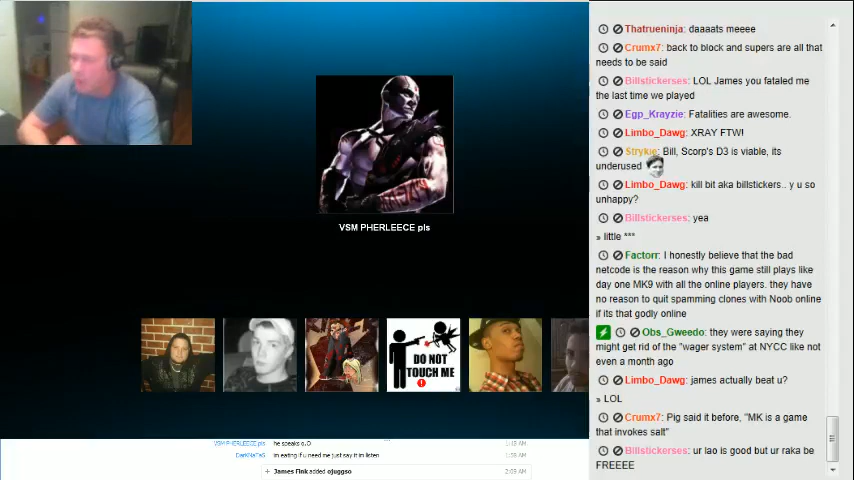 VSM PHERLEECE pls
DO NOT
TOUCH ME
VSM PHERLEECE pls he speaks o.O 1:49 AM
DarkNaTaS im eating if u need me just say it im listen
James Fink added ojuggso 2:09 AM
Thatrueninja: daaaats meeee
Crumx7: back to block and supers are all that
needs to be said
Billstickerses: LOL James you fataled me
the last time we played
Egp_Krayzie: Fatalities are awesome.
Limbo_Dawg: XRAY FTW!
Strykie: Bill, Scorp's D3 is viable, its
underused
Limbo_Dawg: kill bit aka billstickers.. y u so
unhappy?
Billstickerses: yea
» little ***
Factorr: I honestly believe that the bad
netcode is the reason why this game still plays like
day one MK9 with all the online players. they have
no reason to quit spamming clones with Noob online
if its that godly online
Obs_Gweedo: they were saying they
might get rid of the "wager system" at NYCC like not
even a month ago
Limbo_Dawg: james actually beat u?
» LOL
Crumx7: Pig said it before, "MK is a game
that invokes salt"
Billstickerses: ur lao is good but ur raka be
FREEEE